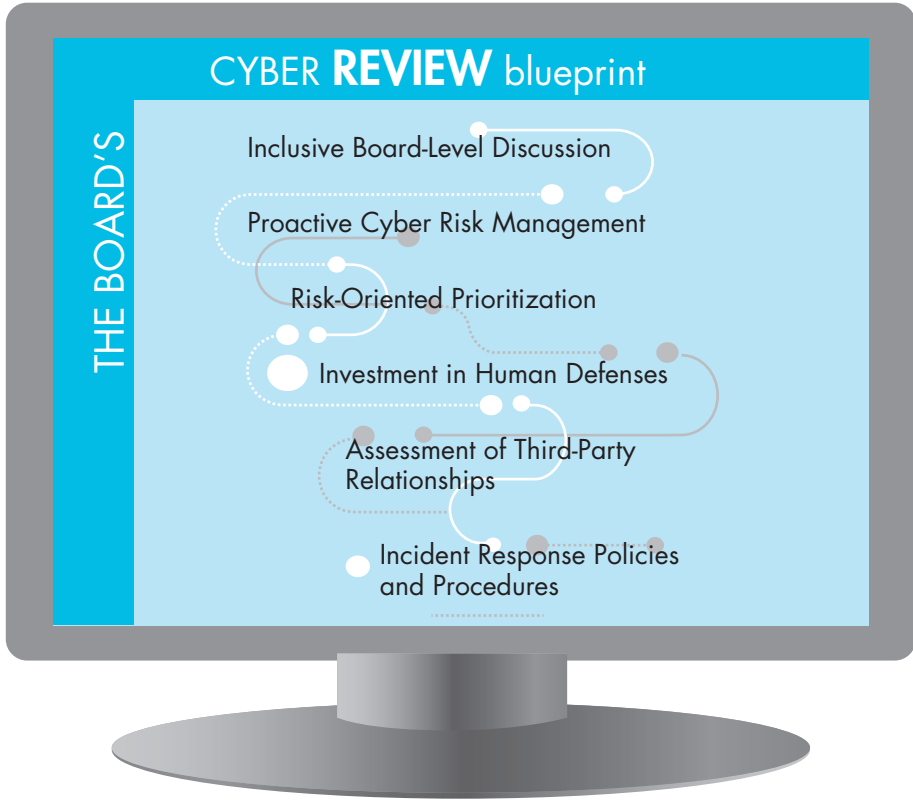 THE BOARD'S
CYBER REVIEW blueprint
Inclusive Board-Level Discussion
Proactive Cyber Risk Management
Risk-Oriented Prioritization
Investment in Human Defenses
Assessment of Third-Party
Relationships
Incident Response Policies
and Procedures